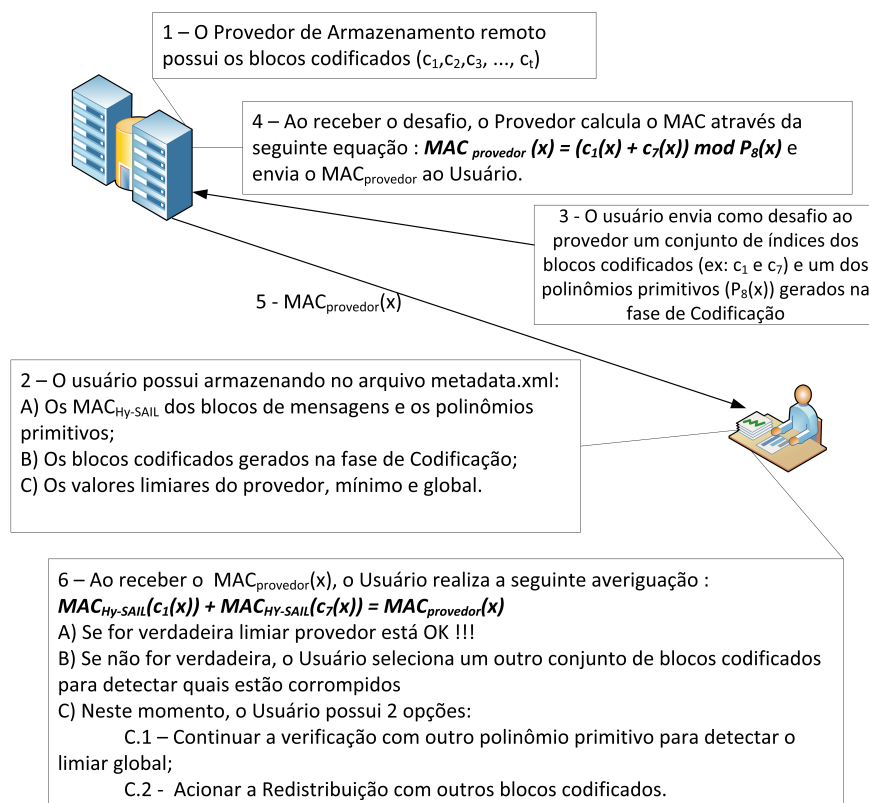 1 – O Provedor de Armazenamento remoto
possui os blocos codificados (c₁,c₂,c₃, ..., cₜ)
4 – Ao receber o desafio, o Provedor calcula o MAC através da
seguinte equação : MAC provedor (x) = (c₁(x) + c₇(x)) mod P₈(x) e
envia o MACprovedor ao Usuário.
3 - O usuário envia como desafio ao
provedor um conjunto de índices dos
blocos codificados (ex: c₁ e c₇) e um dos
polinômios primitivos (P₈(x)) gerados na
fase de Codificação
5 - MACprovedor(x)
2 – O usuário possui armazenando no arquivo metadata.xml:
A) Os MACHy-SAIL dos blocos de mensagens e os polinômios
primitivos;
B) Os blocos codificados gerados na fase de Codificação;
C) Os valores limiares do provedor, mínimo e global.
6 – Ao receber o MACprovedor(x), o Usuário realiza a seguinte averiguação :
MACHy-SAIL(c₁(x)) + MACHY-SAIL(c₇(x)) = MACprovedor(x)
A) Se for verdadeira limiar provedor está OK !!!
B) Se não for verdadeira, o Usuário seleciona um outro conjunto de blocos codificados
para detectar quais estão corrompidos
C) Neste momento, o Usuário possui 2 opções:
C.1 – Continuar a verificação com outro polinômio primitivo para detectar o
limiar global;
C.2 - Acionar a Redistribuição com outros blocos codificados.